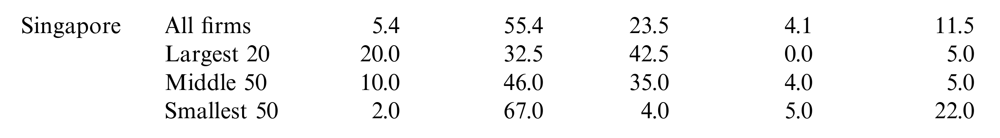 Singapore All firms 5.4 55.4 23.5 4.1 11.5
Largest 20 20.0 32.5 42.5 0.0 5.0
Middle 50 10.0 46.0 35.0 4.0 5.0
Smallest 50 2.0 67.0 4.0 5.0 22.0